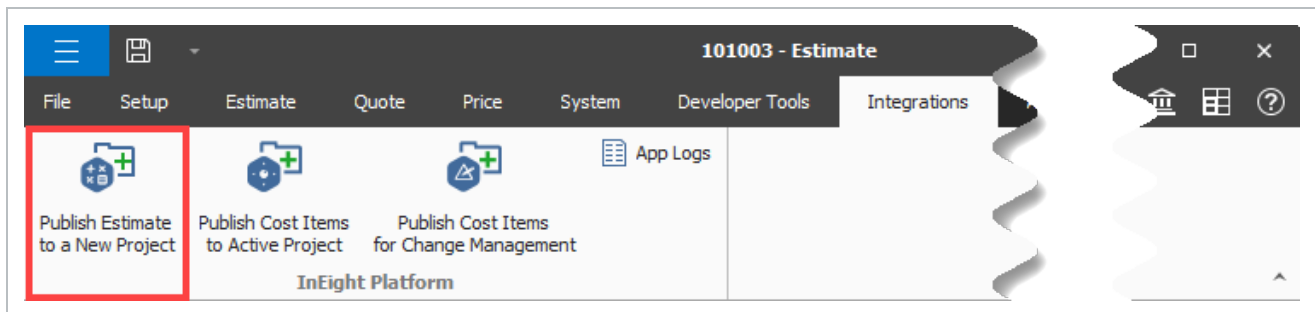 101003 - Estimate
File Setup Estimate Quote Price System Developer Tools Integrations
App Logs
Publish Estimate
to a New Project
Publish Cost Items
to Active Project
Publish Cost Items
for Change Management
InEight Platform